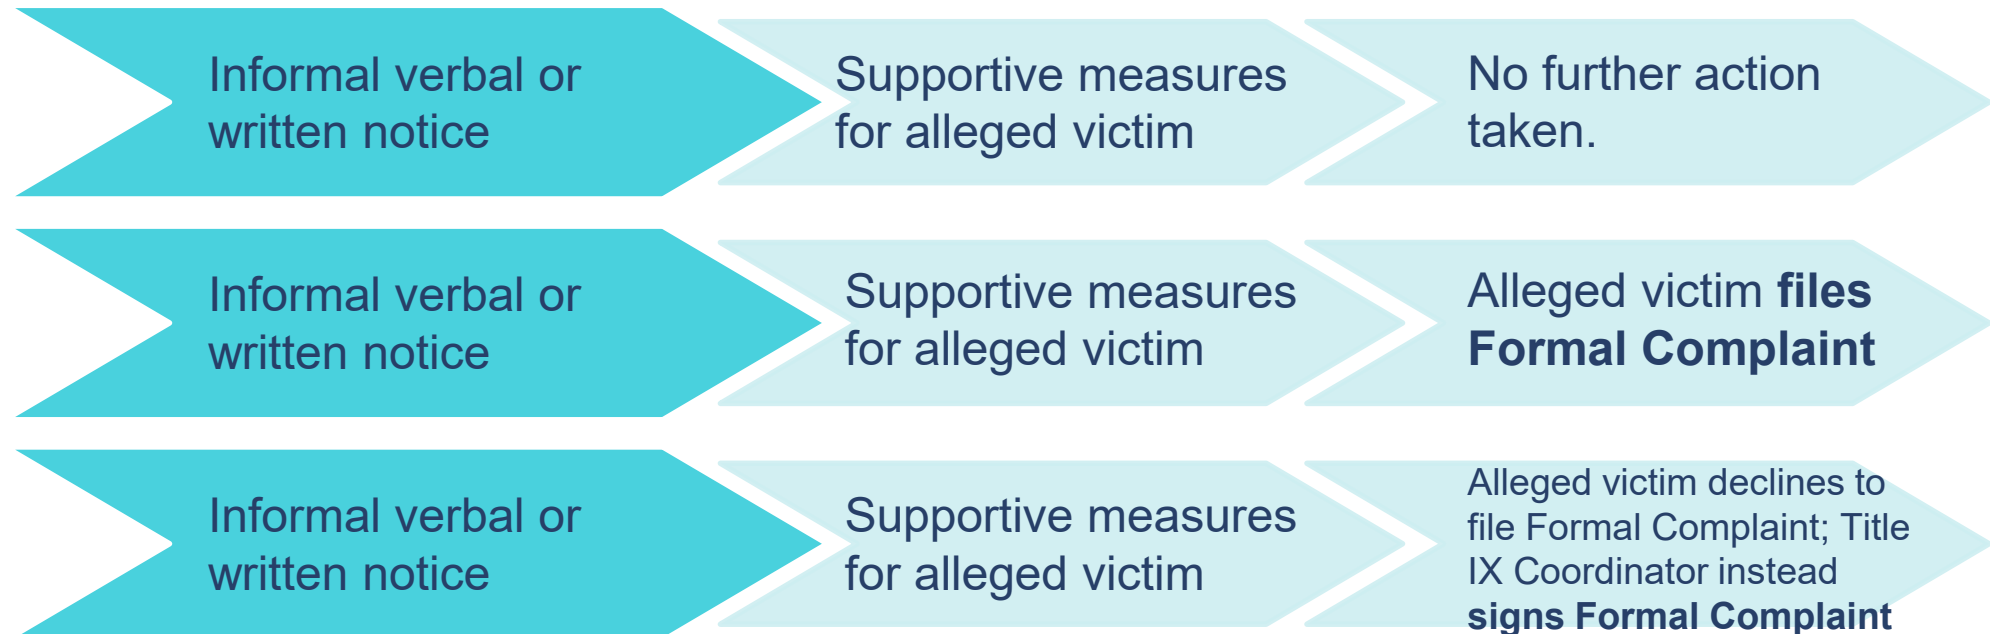 Informal verbal or
written notice
Supportive measures
for alleged victim
No further action
taken.
Informal verbal or
written notice
Supportive measures
for alleged victim
Alleged victim files
Formal Complaint
Informal verbal or
written notice
Supportive measures
for alleged victim
Alleged victim declines to
file Formal Complaint; Title
IX Coordinator instead
signs Formal Complaint